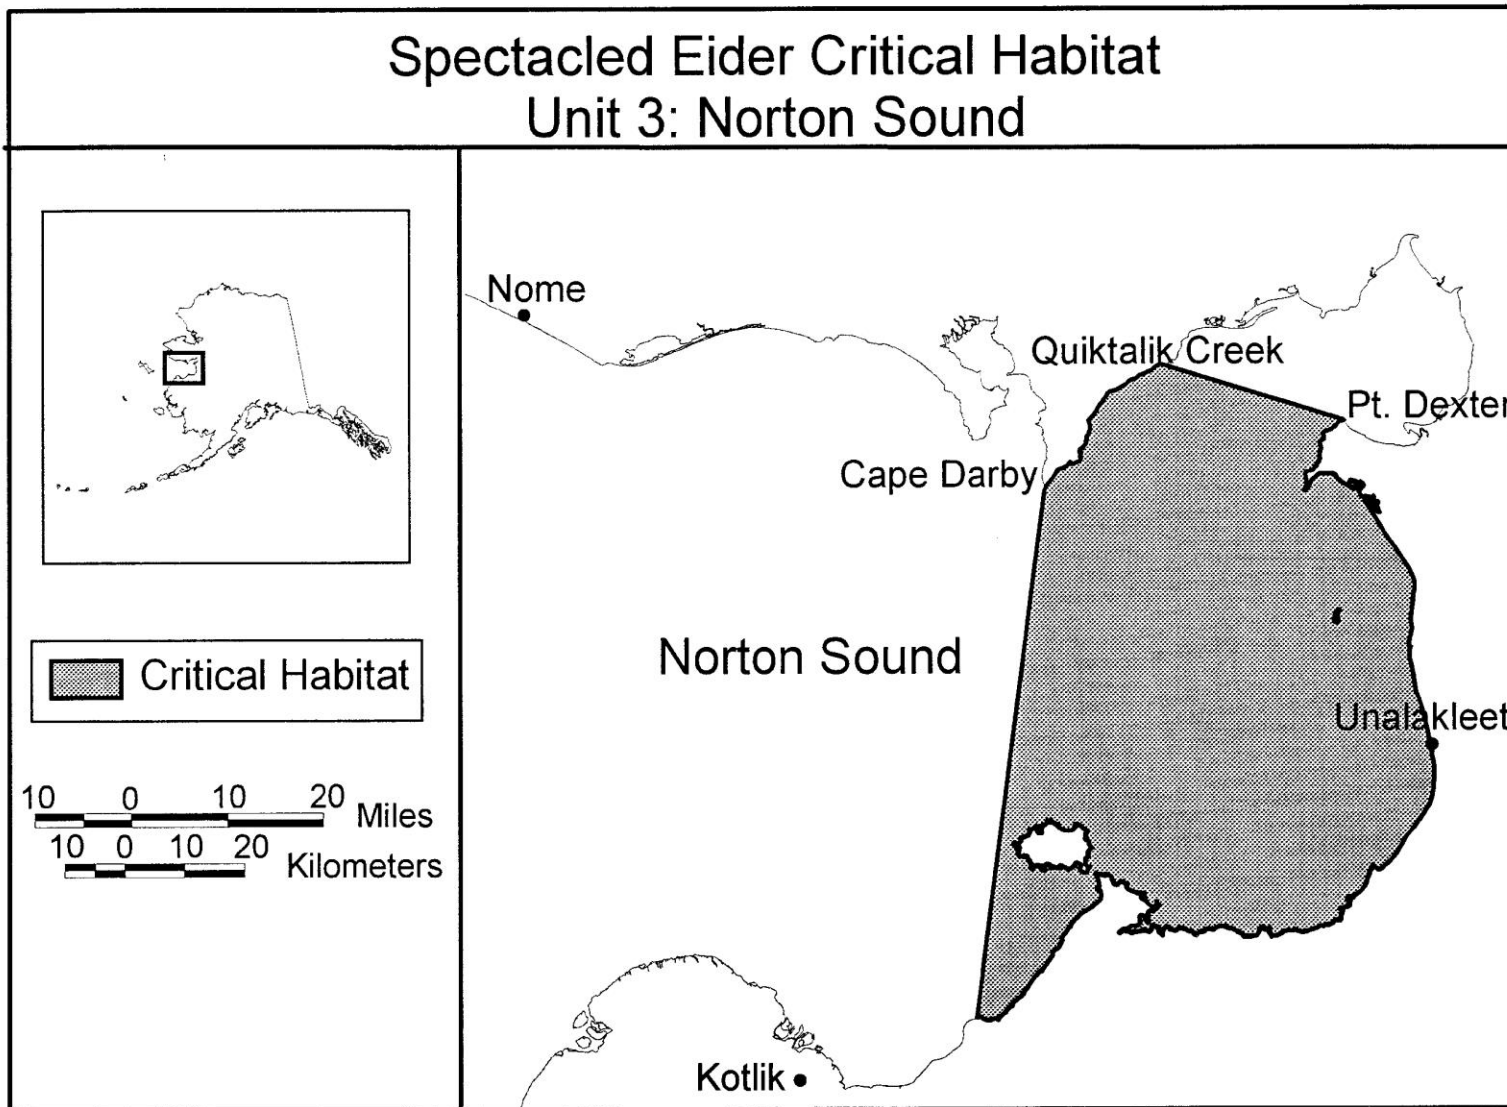 Spectacled Eider Critical Habitat
Unit 3: Norton Sound
Nome
Quiktalik Creek
Pt. Dexter
Cape Darby
Norton Sound
Critical Habitat
Unalakleet
10 0 10 20 Miles
10 0 10 20 Kilometers
Kotlik